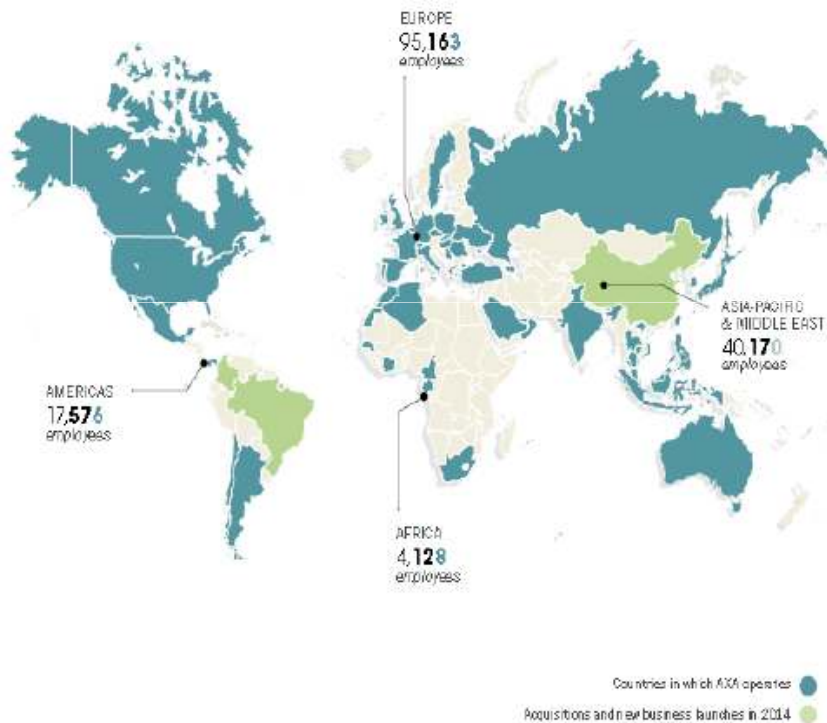 EUROPE
95,163
employees
ASIA-PACIFIC
& MIDDLE EAST
40,170
employees
AMERICAS
17,576
employees
AFRICA
4,128
employees
Countries in which AXA operates
Acquisitions and new business launches in 2014